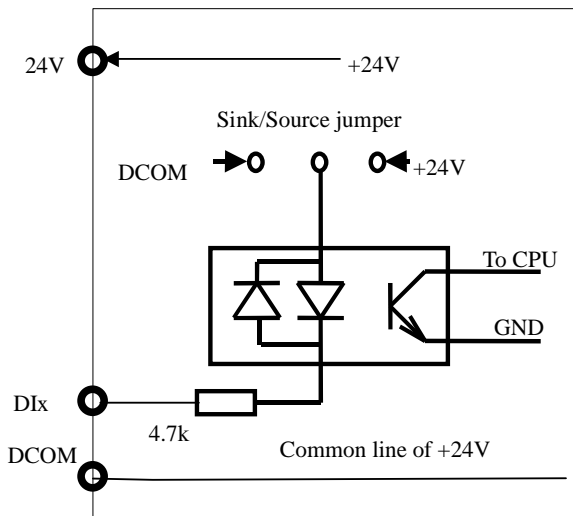 24V
+24V
Sink/Source jumper
DCOM
+24V
To CPU
GND
DIx
4.7k
DCOM
Common line of +24V